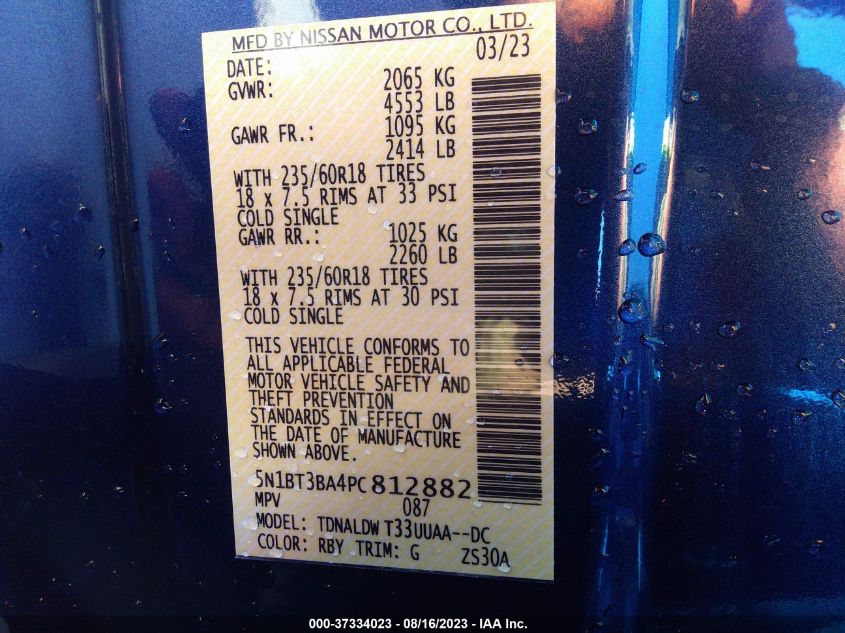 MFD BY NISSAN MOTOR CO., LTD.
DATE: 03/23
GVWR: 2065 KG
4553 LB
GAWR FR.: 1095 KG
2414 LB
WITH 235/60R18 TIRES
18 x 7.5 RIMS AT 33 PSI
COLD SINGLE
GAWR RR.: 1025 KG
2260 LB
WITH 235/60R18 TIRES
18 x 7.5 RIMS AT 30 PSI
COLD SINGLE
THIS VEHICLE CONFORMS TO
ALL APPLICABLE FEDERAL
MOTOR VEHICLE SAFETY AND
THEFT PREVENTION
STANDARDS IN EFFECT ON
THE DATE OF MANUFACTURE
SHOWN ABOVE.
5N1BT3BA4PC812882
MPV 087
MODEL: TDNALDW T33UUAA--DC
COLOR: RBY TRIM: G ZS30A
000-37334023 - 08/16/2023 - IAA Inc.